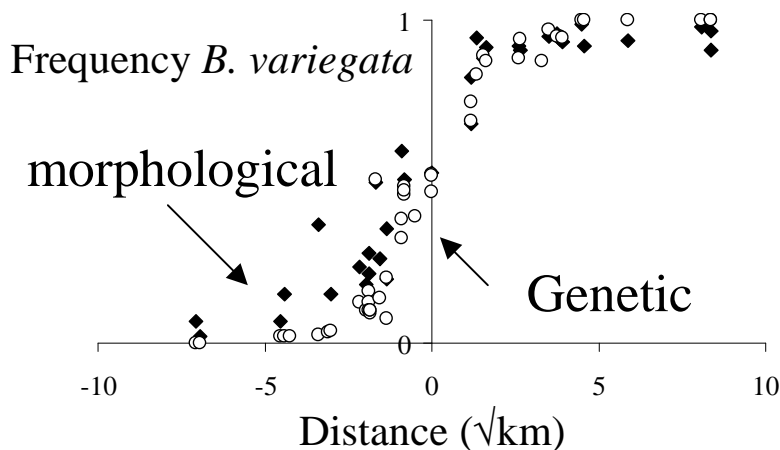 1
Frequency B. variegata
morphological
Genetic
0
-10 -5 0 5 10
Distance (√km)